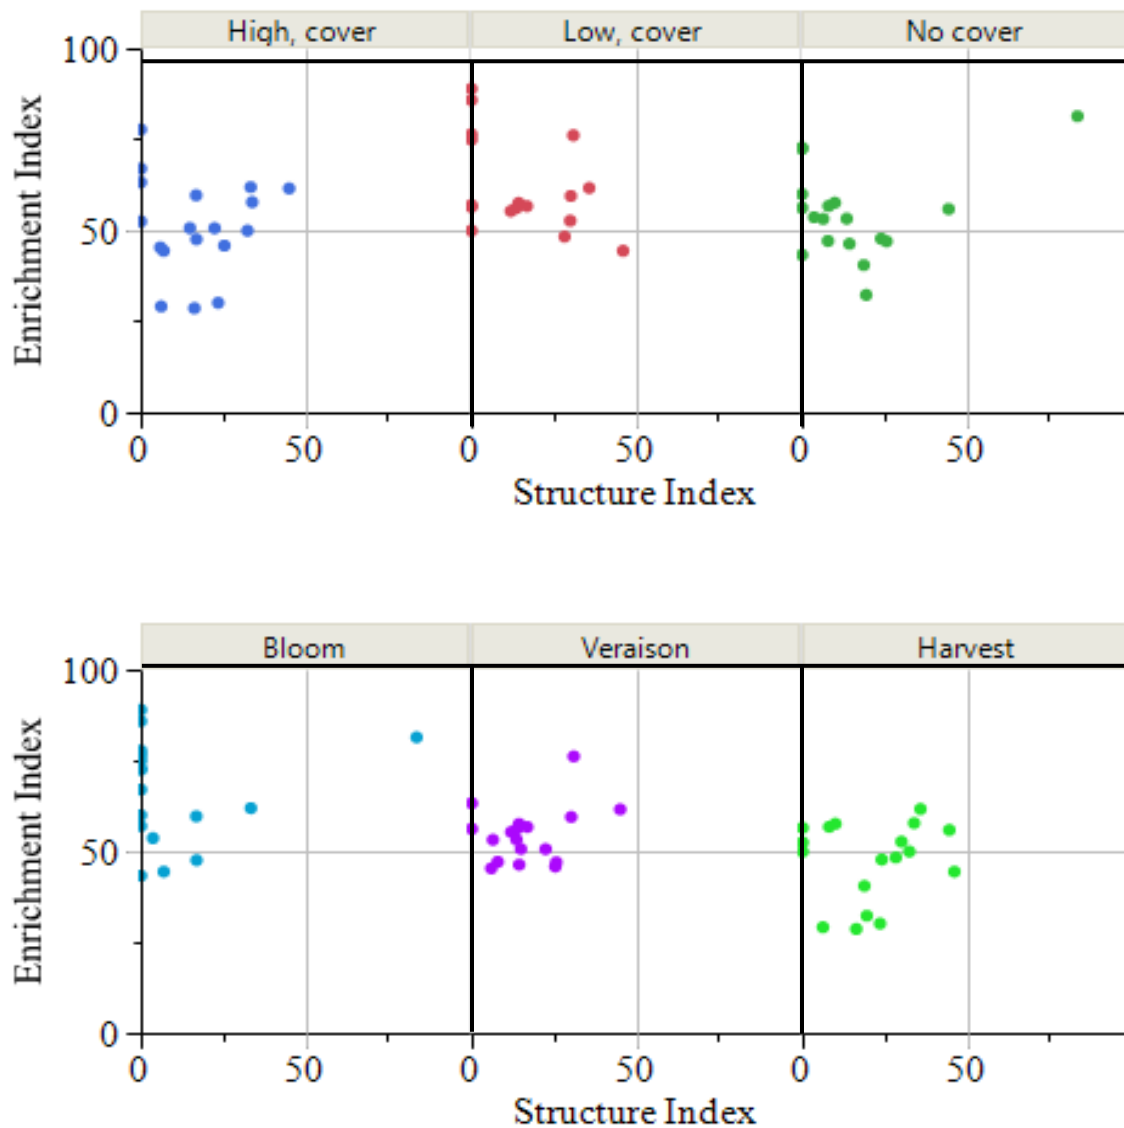 High, cover Low, cover No cover
100
50
0
Enrichment Index
0 50 0 50 0 50
Structure Index
Bloom Veraison Harvest
100
50
0
Enrichment Index
0 50 0 50 0 50
Structure Index